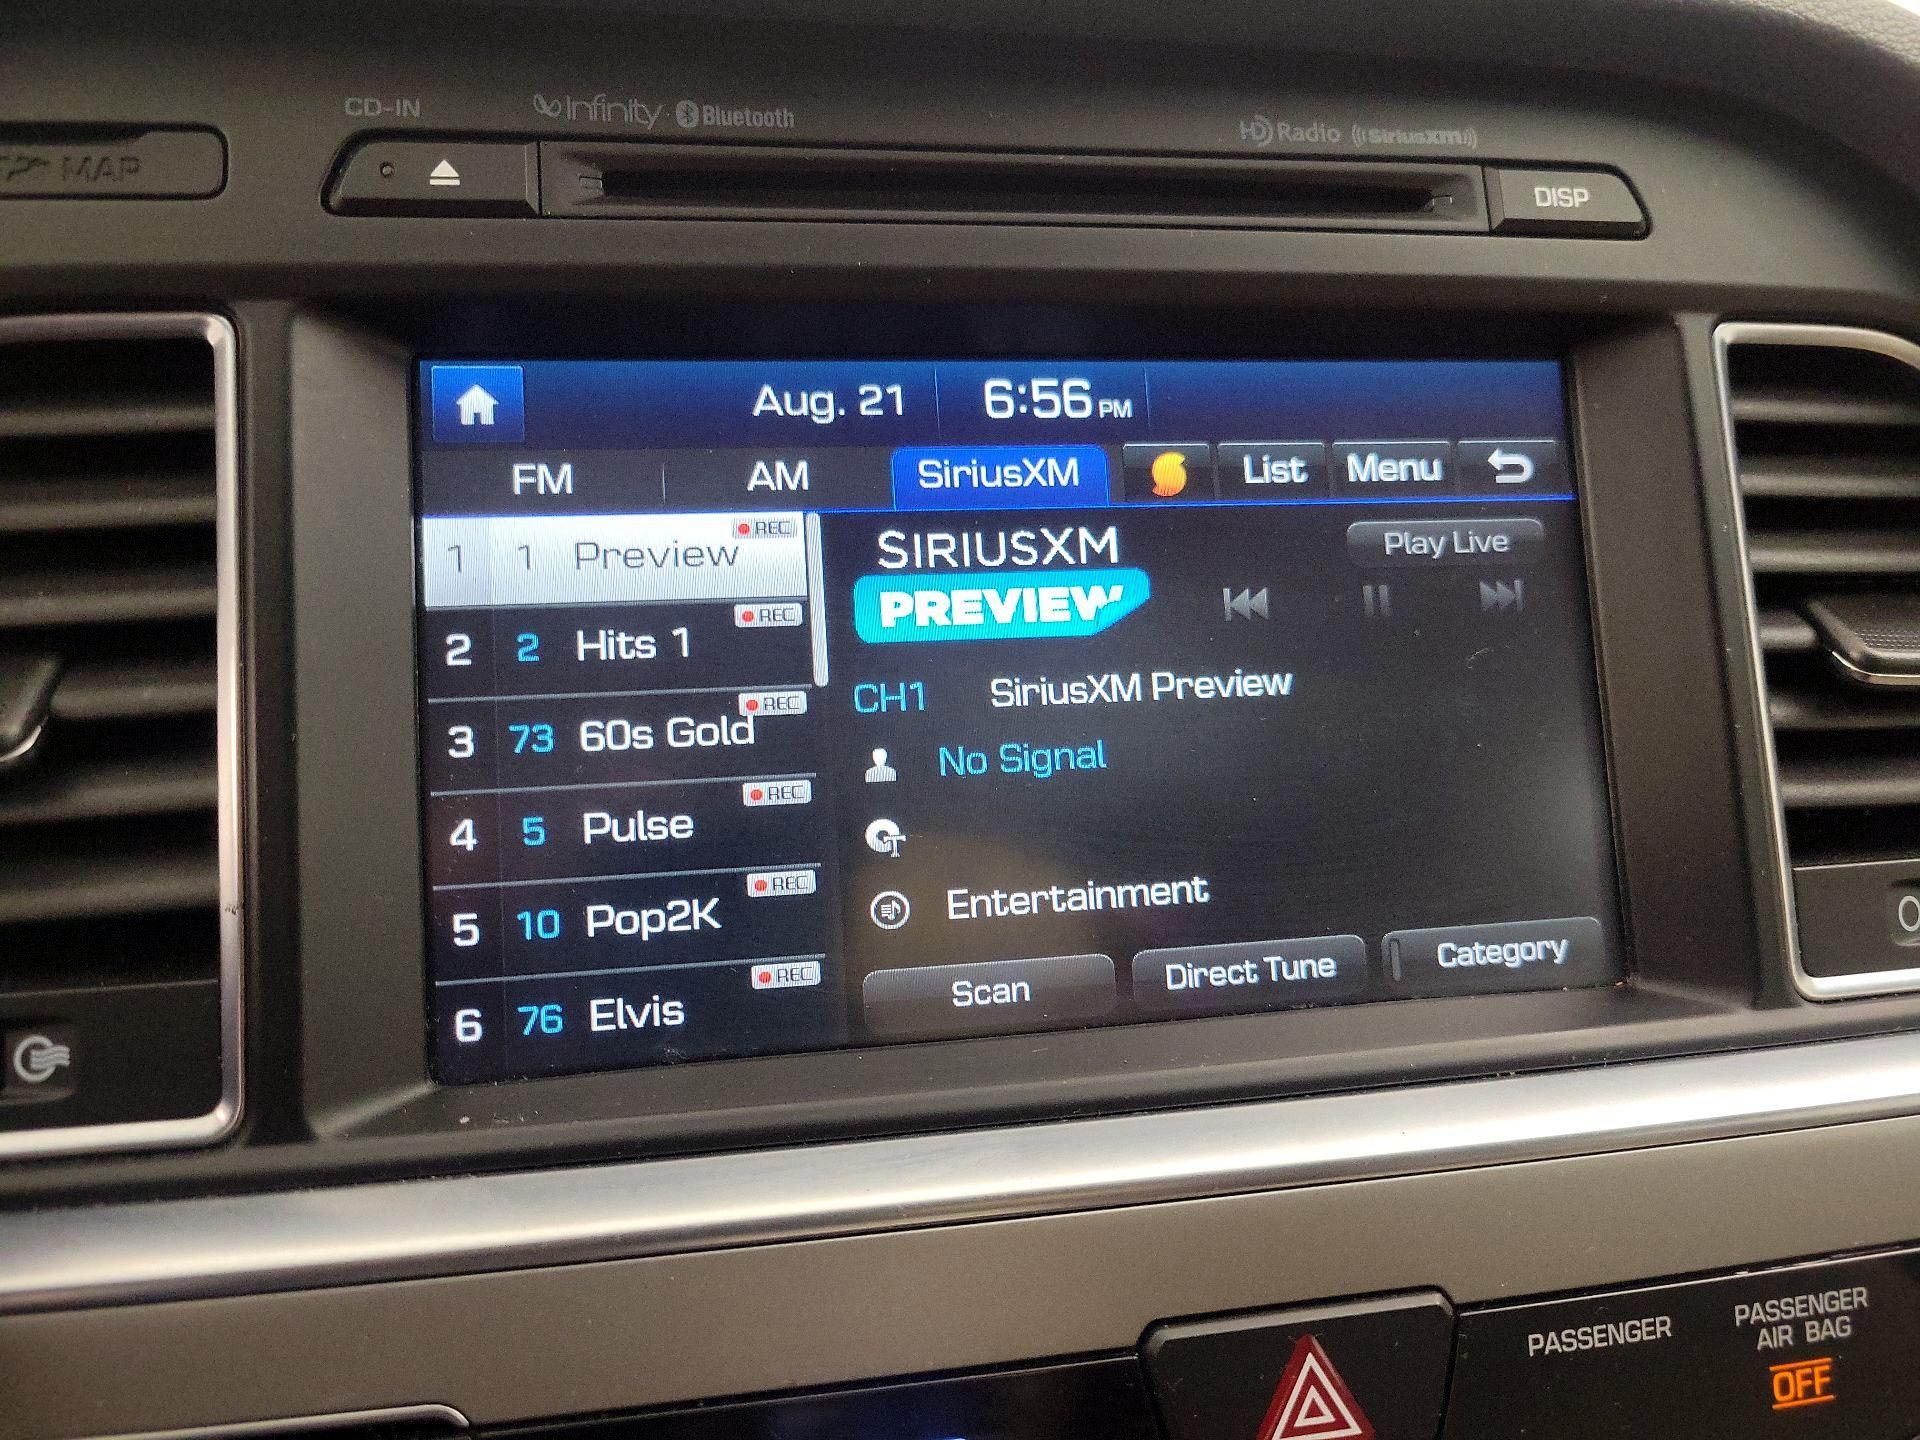 CD-IN
Infinity Bluetooth
HD Radio ((SiriusXM))
MAP
DISP
Aug. 21 6:56 PM
FM AM SiriusXM List Menu
1 1 Preview REC
2 2 Hits 1 REC
3 73 60s Gold REC
4 5 Pulse REC
5 10 Pop2K REC
6 76 Elvis REC
SIRIUSXM
PREVIEW
Play Live
CH1 SiriusXM Preview
No Signal
Entertainment
Scan Direct Tune Category
PASSENGER
PASSENGER
AIR BAG
OFF